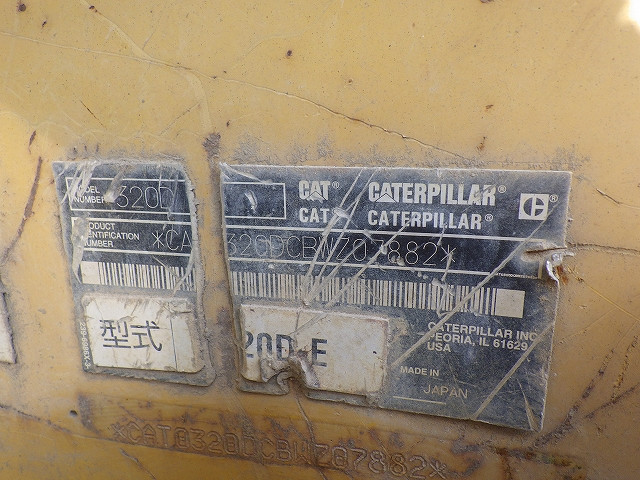 MODEL NUMBER 320D
CAT® CATERPILLAR®
CAT® CATERPILLAR®
PRODUCT IDENTIFICATION NUMBER *CA 320DCBWZ07882*
型式 20D-E
CATERPILLAR INC.
PEORIA, IL 61629
USA
MADE IN
JAPAN
*CAT0320DCBWZ07882*